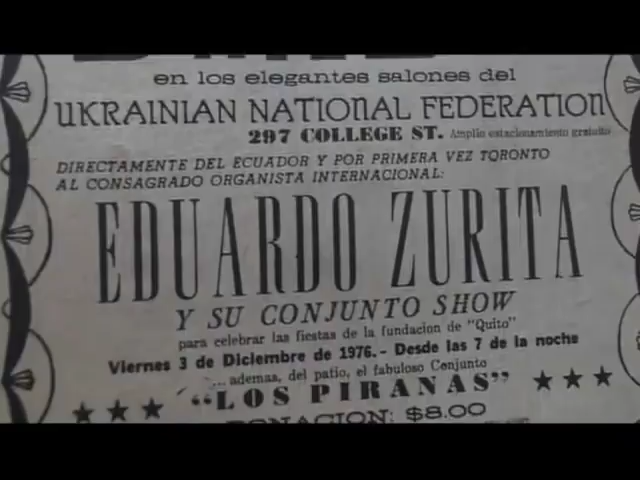 en los elegantes salones del
UKRAINIAN NATIONAL FEDERATION
297 COLLEGE ST. Amplio estacionamiento gratuito
DIRECTAMENTE DEL ECUADOR Y POR PRIMERA VEZ TORONTO
AL CONSAGRADO ORGANISTA INTERNACIONAL:
EDUARDO ZURITA
Y SU CONJUNTO SHOW
para celebrar las fiestas de la fundacion de "Quito"
Viernes 3 de Diciembre de 1976.- Desde las 7 de la noche
... ademas, del patio, el fabuloso Conjunto
"LOS PIRANAS"
DONACION: $8.00